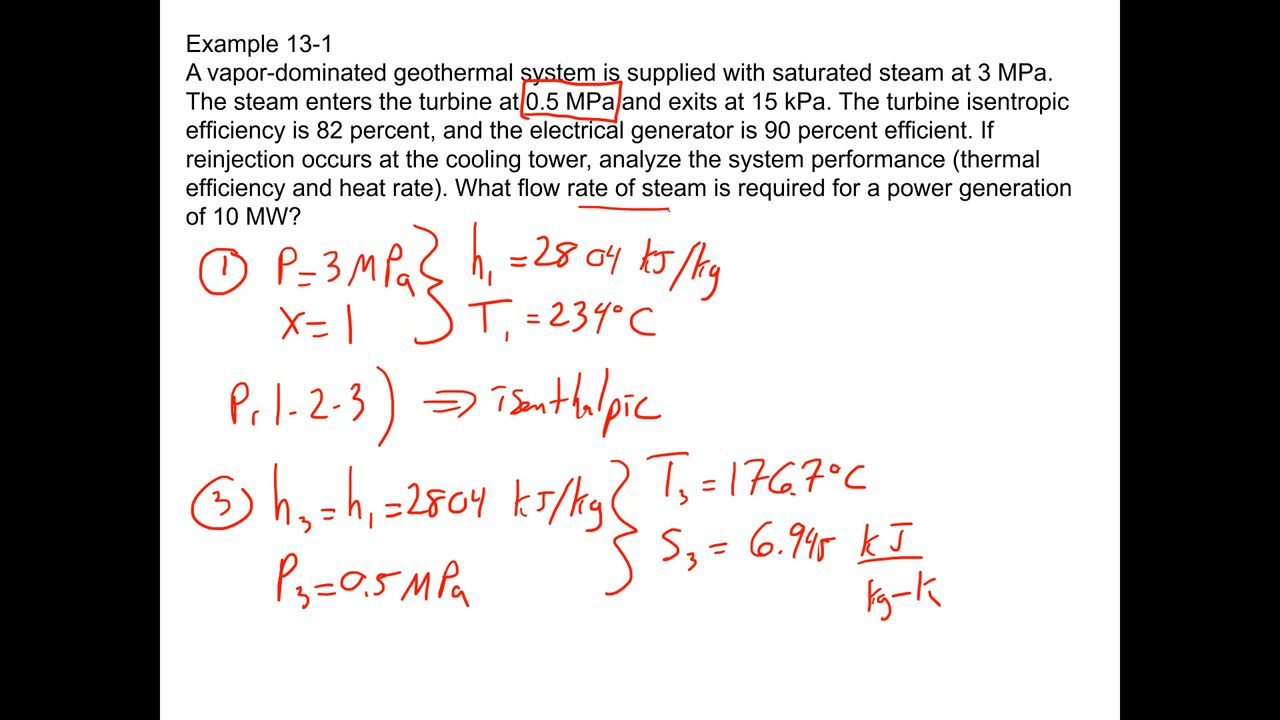 Example 13-1
A vapor-dominated geothermal system is supplied with saturated steam at 3 MPa.
The steam enters the turbine at 0.5 MPa and exits at 15 kPa. The turbine isentropic
efficiency is 82 percent, and the electrical generator is 90 percent efficient. If
reinjection occurs at the cooling tower, analyze the system performance (thermal
efficiency and heat rate). What flow rate of steam is required for a power generation
of 10 MW?
① P=3 MPa } h₁ = 2804 kJ/kg
x=1 T₁ = 234°C
Pr 1-2-3) ⇒ isenthalpic
③ h₃=h₁=2804 kJ/kg } T₃ = 176.7°C
P₃=0.5 MPa S₃ = 6.945 kJ/kg-K